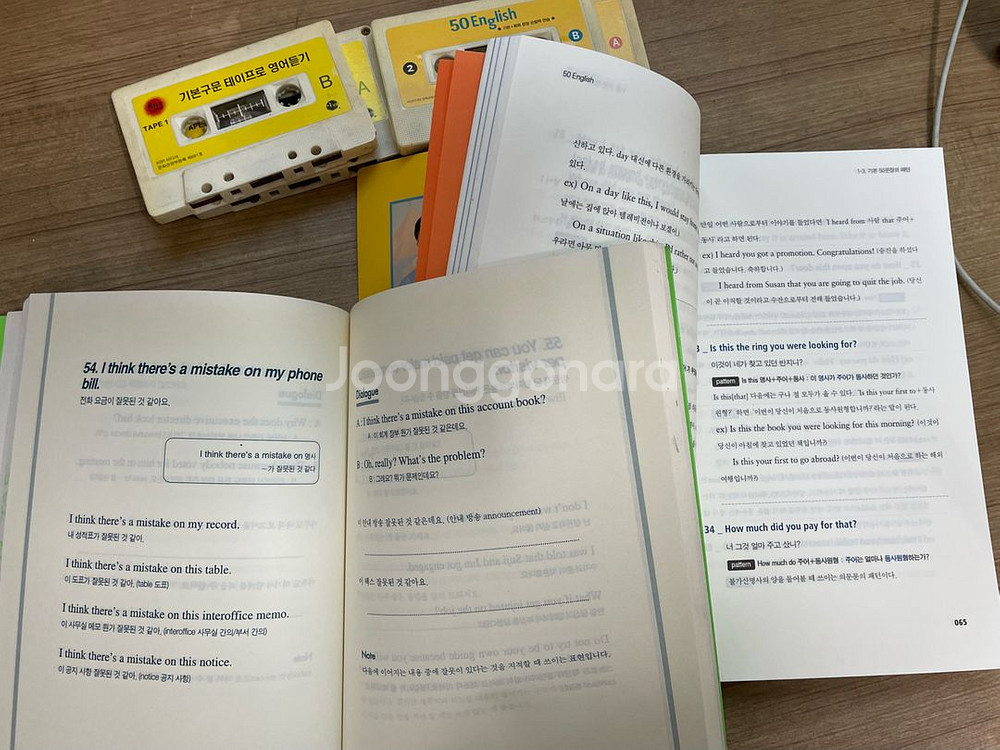 기본구문 테이프로 영어듣기
TAPE 1
B
A
50 English
2
B
A
50 English
신하고 있다. day 대신에 다른 환경을
있다.
ex) On a day like this, I would stay
날에는 집에 앉아 텔레비전이나 보겠어.)
On a situation like
우라면 아무
1-3. 기본 50문장의 패턴
만일 어떤 사람으로부터 이야기를 들었다면 'I heard from 사람 that 주어+
동사' 라고 하면 된다.
ex) I heard you got a promotion. Congratulations! (승진을 하셨다
고 들었습니다. 축하합니다.)
I heard from Susan that you are going to quit the job. (당신
이 곧 이직할 것이라고 수잔으로부터 전해 들었습니다.)
_ Is this the ring you were looking for?
이것이 네가 찾고 있던 반지니?
pattern Is this 명사+주어+동사 : 이 명사가 주어가 동사하던 것입니까?
Is this[that] 다음에는 구나 절 모두가 올 수 있다. 'Is this your first to+동사
원형?' 하면 '이번이 당신이 처음으로 동사원형합니까?'라는 말이 된다.
ex) Is this the book you were looking for this morning? (이것이
당신이 아침에 찾고 있었던 책입니까?)
Is this your first to go abroad? (이번이 당신이 처음으로 하는 해외
여행입니까?)
34 _ How much did you pay for that?
너 그것 얼마 주고 샀니?
pattern How much do 주어+동사원형 : 주어는 얼마나 동사원형하는가?
불가산명사의 양을 물어볼 때 쓰이는 의문문의 패턴이다.
065
54. I think there's a mistake on my phone
bill.
전화 요금이 잘못된 것 같아요.
I think there's a mistake on 명사
~가 잘못된 것 같다
I think there's a mistake on my record.
내 성적표가 잘못된 것 같아.
I think there's a mistake on this table.
이 도표가 잘못된 것 같아. (table 도표)
I think there's a mistake on this interoffice memo.
이 사무실 메모 뭔가 잘못된 것 같아. (interoffice 사무실 간의/부서 간의)
I think there's a mistake on this notice.
이 공지 사항 잘못된 것 같아. (notice 공지 사항)
Dialogue
A : I think there's a mistake on this account book?
A : 이 회계 장부 뭔가 잘못된 것 같은데요.
B : Oh, really? What's the problem?
B : 그래요? 뭐가 문제인데요?
이 안내 방송 잘못된 것 같은데요. (안내 방송 announcement)
이 패스 잘못된 것 같아요.
Note
다음에 이어지는 내용 중에 잘못이 있다는 것을 지적할 때 쓰이는 표현입니다.
Joonggonara